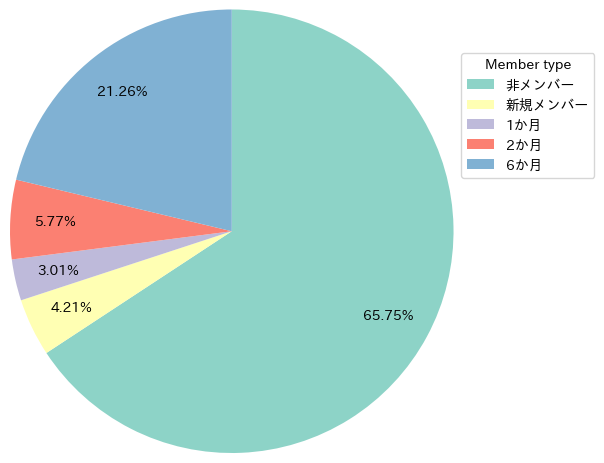 Member type
非メンバー
新規メンバー
1か月
2か月
6か月
21.26%
5.77%
3.01%
4.21%
65.75%